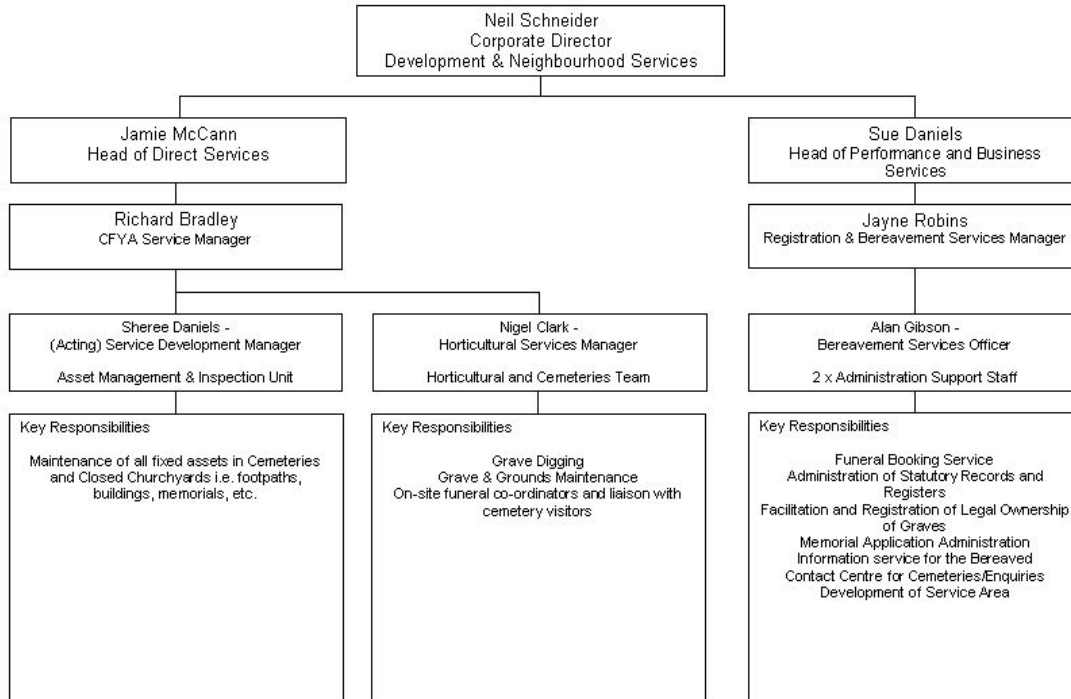 Neil Schneider
Corporate Director
Development & Neighbourhood Services
Jamie McCann
Head of Direct Services
Sue Daniels
Head of Performance and Business
Services
Richard Bradley
CFYA Service Manager
Jayne Robins
Registration & Bereavement Services Manager
Sheree Daniels -
(Acting) Service Development Manager
Asset Management & Inspection Unit
Nigel Clark -
Horticultural Services Manager
Horticultural and Cemeteries Team
Alan Gibson -
Bereavement Services Officer
2 x Administration Support Staff
Key Responsibilities
Maintenance of all fixed assets in Cemeteries
and Closed Churchyards i.e. footpaths,
buildings, memorials, etc.
Key Responsibilities
Grave Digging
Grave & Grounds Maintenance
On-site funeral co-ordinators and liaison with
cemetery visitors
Key Responsibilities
Funeral Booking Service
Administration of Statutory Records and
Registers
Facilitation and Registration of Legal Ownership
of Graves
Memorial Application Administration
Information service for the Bereaved
Contact Centre for Cemeteries/Enquiries
Development of Service Area